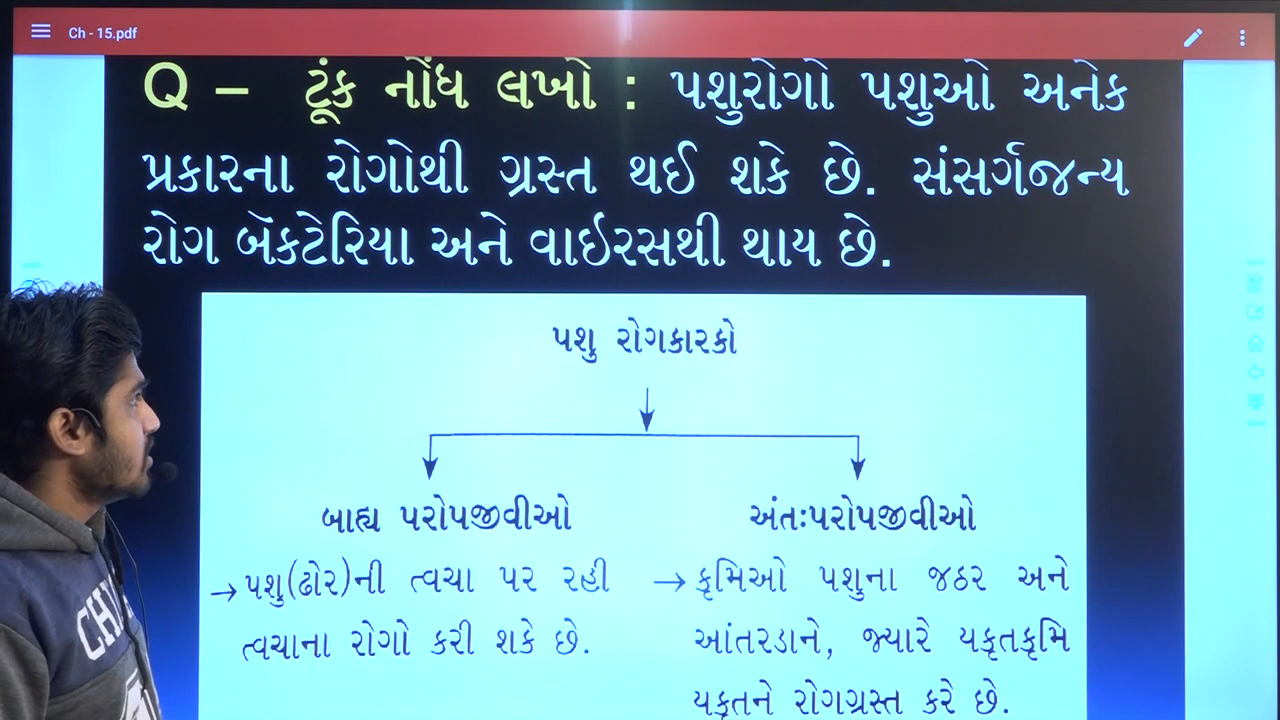 Ch - 15.pdf
Q – ટૂંક નોંધ લખો : પશુરોગો પશુઓ અનેક
પ્રકારના રોગોથી ગ્રસ્ત થઈ શકે છે. સંસર્ગજન્ય
રોગ બૅકટેરિયા અને વાઇરસથી થાય છે.
પશુ રોગકારકો
બાહ્ય પરોપજીવીઓ
અંતઃપરોપજીવીઓ
→ પશુ(ઢોર)ની ત્વચા પર રહી
ત્વચાના રોગો કરી શકે છે.
→ કૃમિઓ પશુના જઠર અને
આંતરડાને, જ્યારે યકૃતકૃમિ
યકૃતને રોગગ્રસ્ત કરે છે.